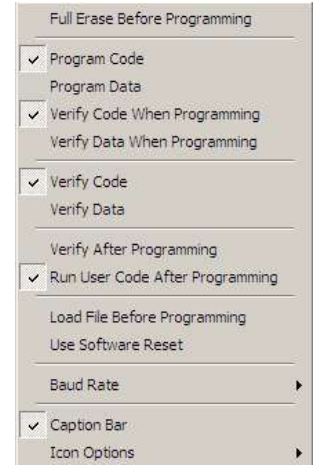 Full Erase Before Programming
Program Code
Program Data
Verify Code When Programming
Verify Data When Programming
Verify Code
Verify Data
Verify After Programming
Run User Code After Programming
Load File Before Programming
Use Software Reset
Baud Rate
Caption Bar
Icon Options